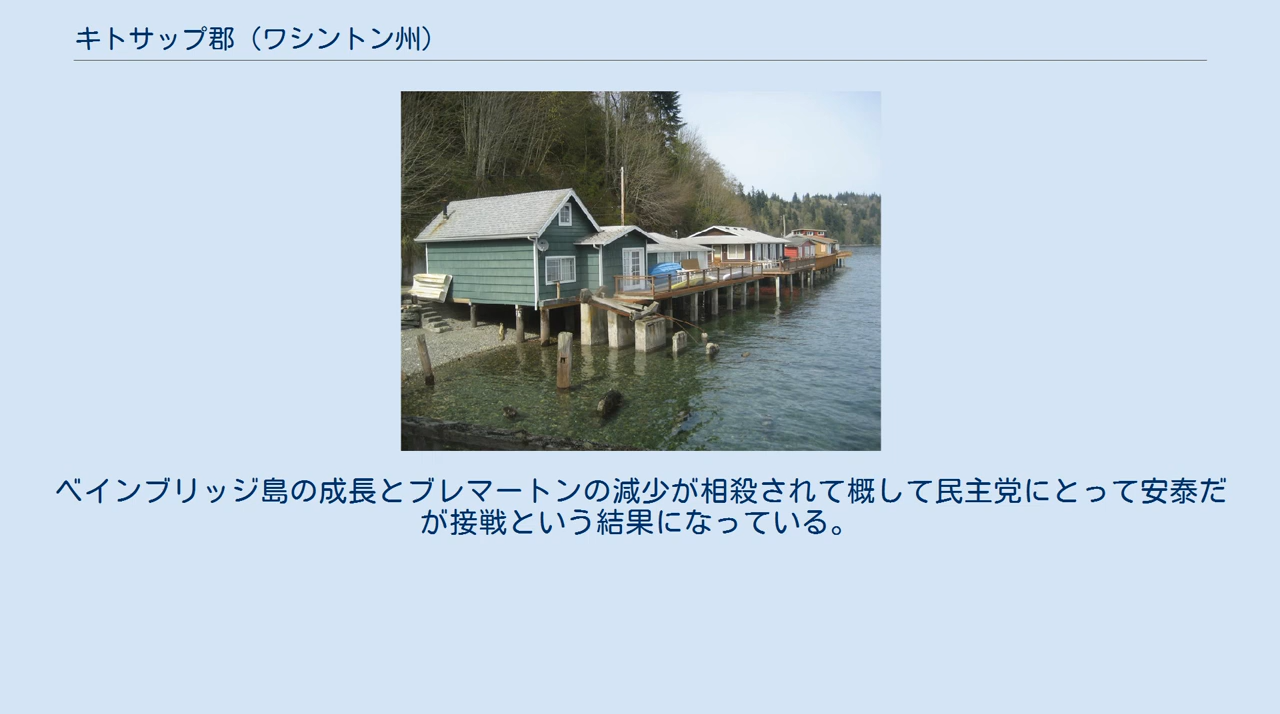 キトサップ郡（ワシントン州）
ベインブリッジ島の成長とブレマートンの減少が相殺されて概して民主党にとって安泰だ
が接戦という結果になっている。